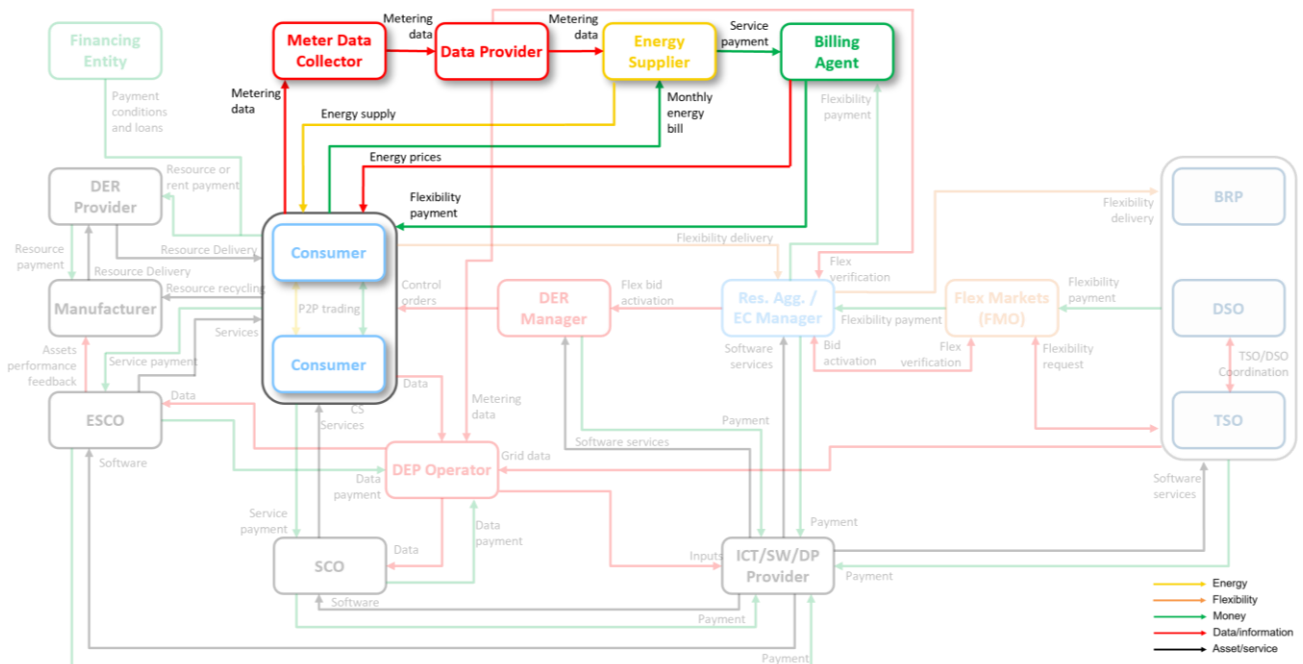 Financing
Entity
Meter Data
Collector
Metering
data
Data Provider
Metering
data
Energy
Supplier
Service
payment
Billing
Agent
Payment
conditions
and loans
Metering
data
Energy supply
Monthly
energy
bill
Flexibility
payment
Energy prices
Resource or
rent payment
DER
Provider
Flexibility
payment
BRP
Flexibility
delivery
Resource
payment
Resource Delivery
Consumer
Flexibility delivery
Flex
verification
Resource Delivery
Resource recycling
Manufacturer
P2P trading
Control
orders
DER
Manager
Flex bid
activation
Res. Agg. /
EC Manager
Flexibility payment
Flex Markets
(FMO)
Flexibility
payment
DSO
Services
Service payment
Assets
performance
feedback
Consumer
Software
services
Bid
activation
Flex
verification
Flexibility
request
TSO/DSO
Coordination
Data
ESCO
CS
Services
Data
Metering
data
Payment
Software services
TSO
Software
Data
payment
DEP Operator
Grid data
Software
services
Service
payment
Data
payment
Payment
SCO
Data
Inputs
ICT/SW/DP
Provider
Payment
Software
Payment
Payment
Energy
Flexibility
Money
Data/information
Asset/service